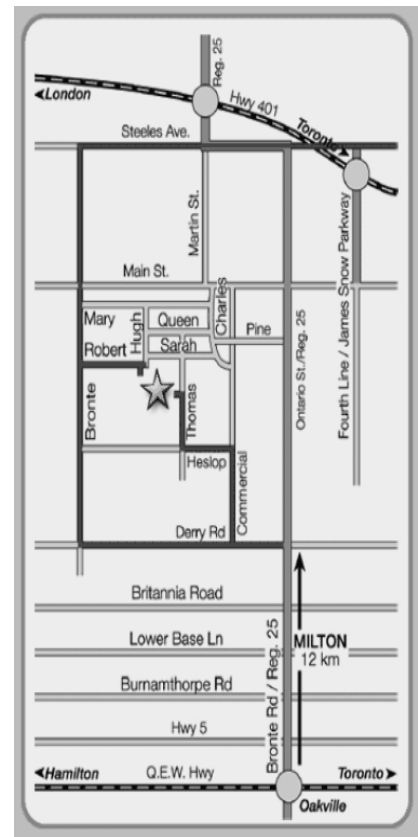 Reg. 25
London
Hwy 401
Steeles Ave.
Toronto
Martin St.
Fourth Line / James Snow Parkway
Main St.
Charles
Mary
Hugh
Queen
Ontario St./Reg. 25
Pine
Robert
Sarah
Bronte
Thomas
Heslop
Commercial
Derry Rd
Britannia Road
Bronte Rd / Reg. 25
Lower Base Ln
MILTON
12 km
Burnamthorpe Rd
Hwy 5
Hamilton
Q.E.W. Hwy
Toronto
Oakville